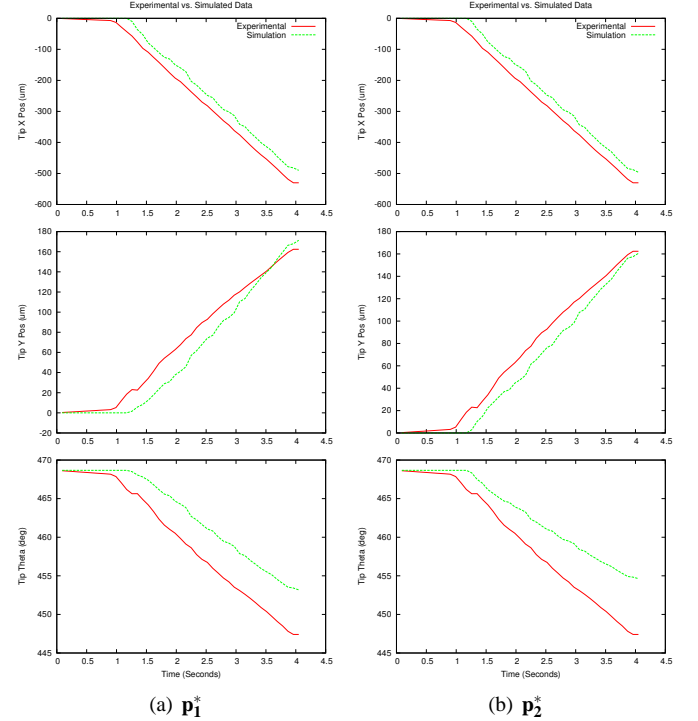 Experimental vs. Simulated Data
Experimental
Simulation
0
-100
-200
-300
-400
-500
-600
Tip X Pos (um)
0 0.5 1 1.5 2 2.5 3 3.5 4 4.5
180
160
140
120
100
80
60
40
20
0
-20
Tip Y Pos (um)
0 0.5 1 1.5 2 2.5 3 3.5 4 4.5
470
465
460
455
450
445
Tip Theta (deg)
0 0.5 1 1.5 2 2.5 3 3.5 4 4.5
Time (Seconds)
(a) p₁*
Experimental vs. Simulated Data
Experimental
Simulation
0
-100
-200
-300
-400
-500
-600
Tip X Pos (um)
0 0.5 1 1.5 2 2.5 3 3.5 4 4.5
180
160
140
120
100
80
60
40
20
0
Tip Y Pos (um)
0 0.5 1 1.5 2 2.5 3 3.5 4 4.5
470
465
460
455
450
445
Tip Theta (deg)
0 0.5 1 1.5 2 2.5 3 3.5 4 4.5
Time (Seconds)
(b) p₂*